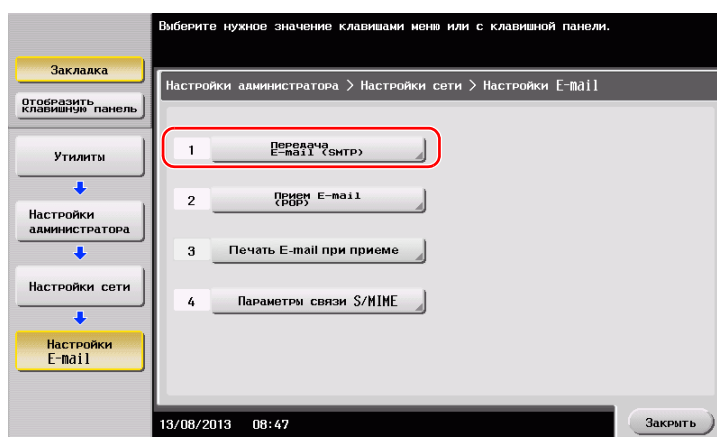 Выберите нужное значение клавишами меню или с клавишной панели.
Закладка
Отобразить
клавишную панель
Настройки администратора > Настройки сети > Настройки E-mail
Утилиты
Настройки
администратора
Настройки сети
Настройки
E-mail
1 Передача
E-mail (SMTP)
2 Прием E-mail
(POP)
3 Печать E-mail при приеме
4 Параметры связи S/MIME
13/08/2013 08:47
Закрыть